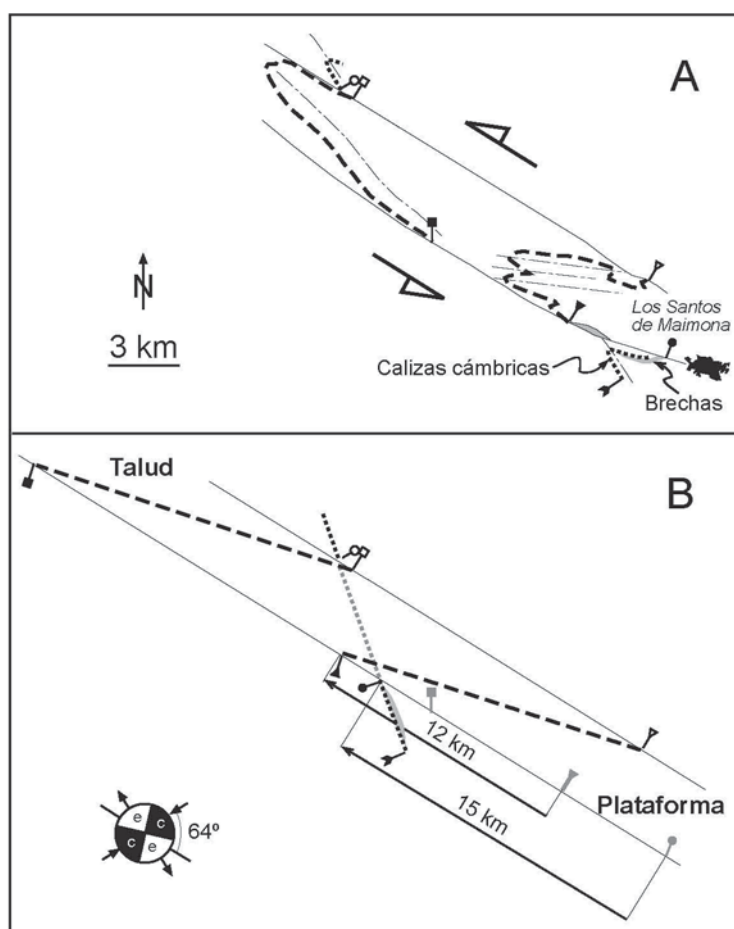 A
N
3 km
Los Santos
de Maimona
Calizas cámbricas
Brechas
Talud
B
12 km
15 km
Plataforma
e
c
c
e
64º